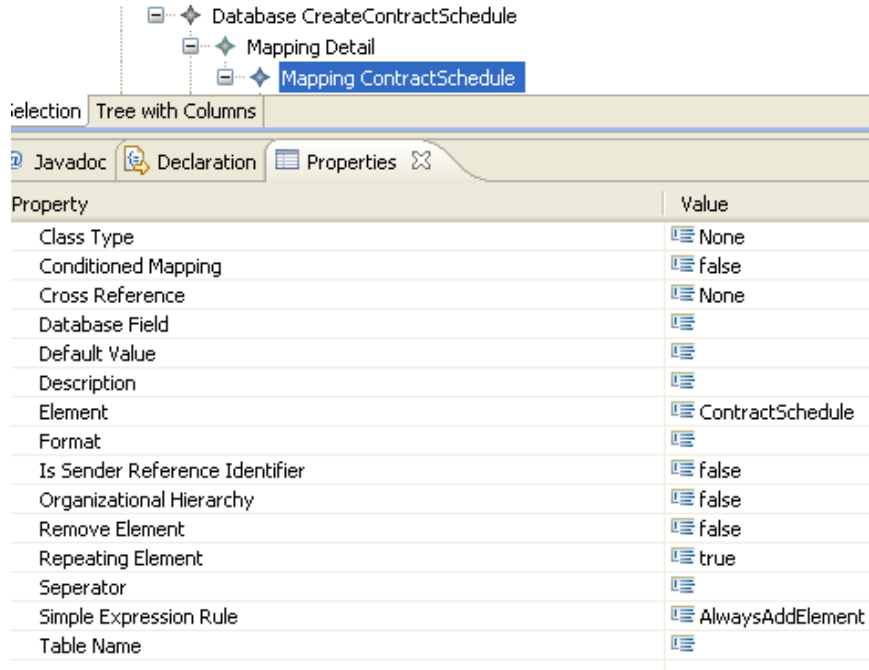 Database CreateContractSchedule
Mapping Detail
Mapping ContractSchedule
Selection Tree with Columns
@ Javadoc Declaration Properties
Property Value
Class Type None
Conditioned Mapping false
Cross Reference None
Database Field
Default Value
Description
Element ContractSchedule
Format
Is Sender Reference Identifier false
Organizational Hierarchy false
Remove Element false
Repeating Element true
Seperator
Simple Expression Rule AlwaysAddElement
Table Name